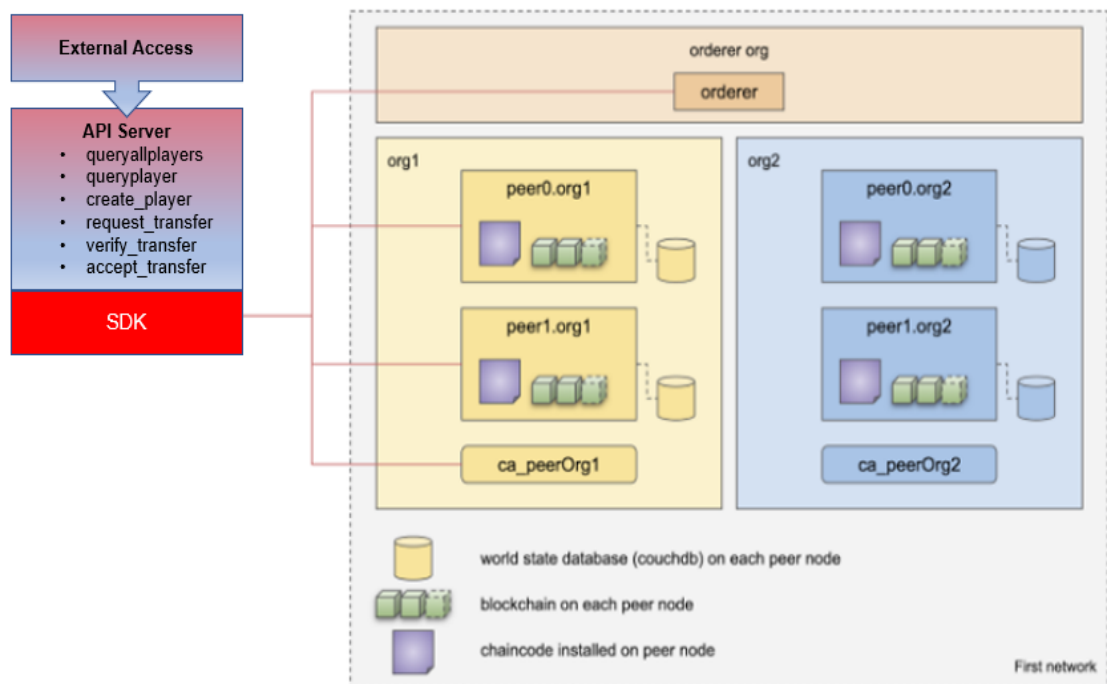 External Access
API Server
• queryallplayers
• queryplayer
• create_player
• request_transfer
• verify_transfer
• accept_transfer
SDK
orderer org
orderer
org1
peer0.org1
peer1.org1
ca_peerOrg1
org2
peer0.org2
peer1.org2
ca_peerOrg2
world state database (couchdb) on each peer node
blockchain on each peer node
chaincode installed on peer node
First network